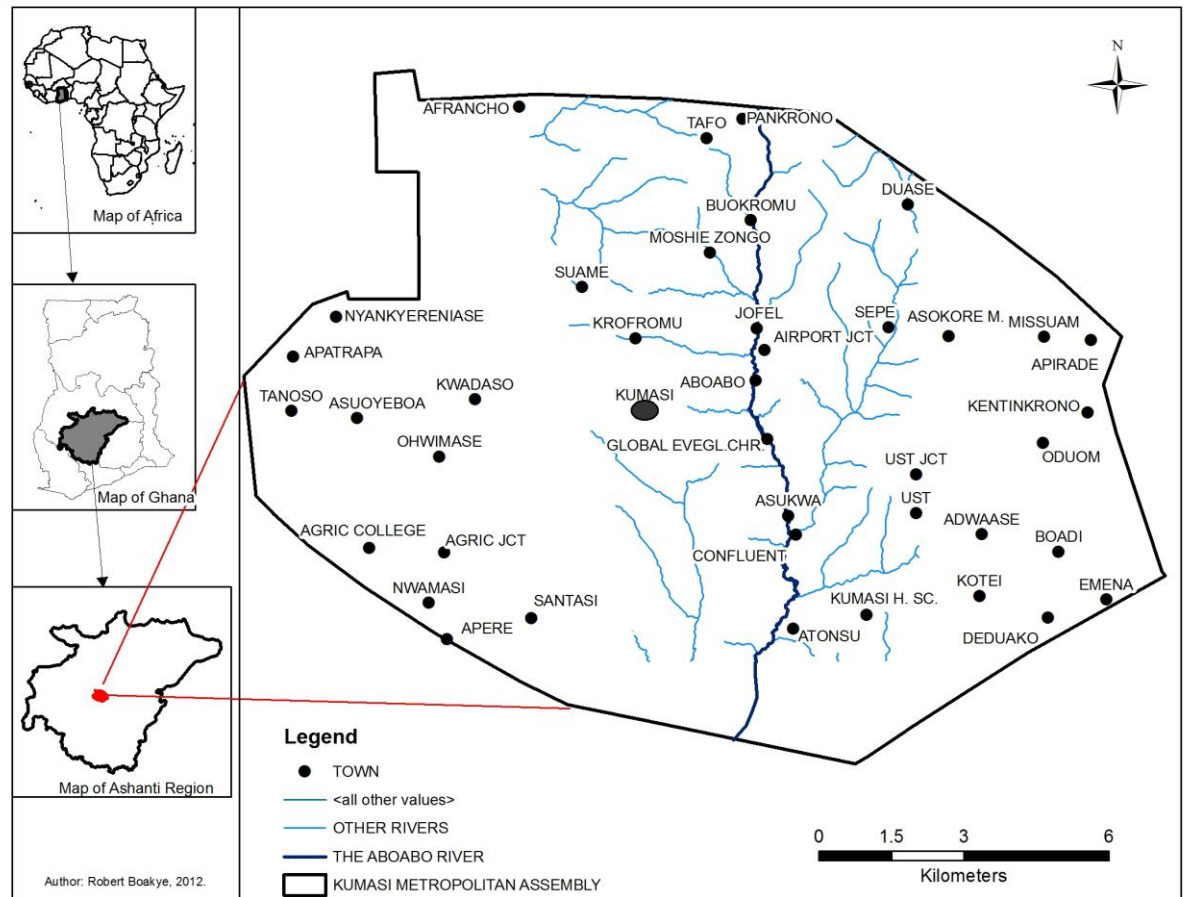 Map of Africa
Map of Ghana
Map of Ashanti Region
Author: Robert Boakye, 2012.
N
AFRANCHO
PANKRONO
TAFO
DUASE
BUOKROMU
MOSHIE ZONGO
SUAME
NYANKYERENIASE
JOFEL
SEPE
ASOKORE M.
MISSUAM
KROFROMU
AIRPORT JCT
APATRAPA
APIRADE
KWADASO
ABOABO
TANOSO
ASUOYEBOA
KUMASI
KENTINKRONO
OHWIMASE
GLOBAL EVEGL.CHR.
ODUOM
UST JCT
ASUKWA
UST
AGRIC COLLEGE
AGRIC JCT
ADWAASE
BOADI
CONFLUENT
NWAMASI
SANTASI
KUMASI H. SC.
KOTEI
EMENA
APERE
ATONSU
DEDUAKO
Legend
TOWN
<all other values>
OTHER RIVERS
THE ABOABO RIVER
KUMASI METROPOLITAN ASSEMBLY
0 1.5 3 6
Kilometers